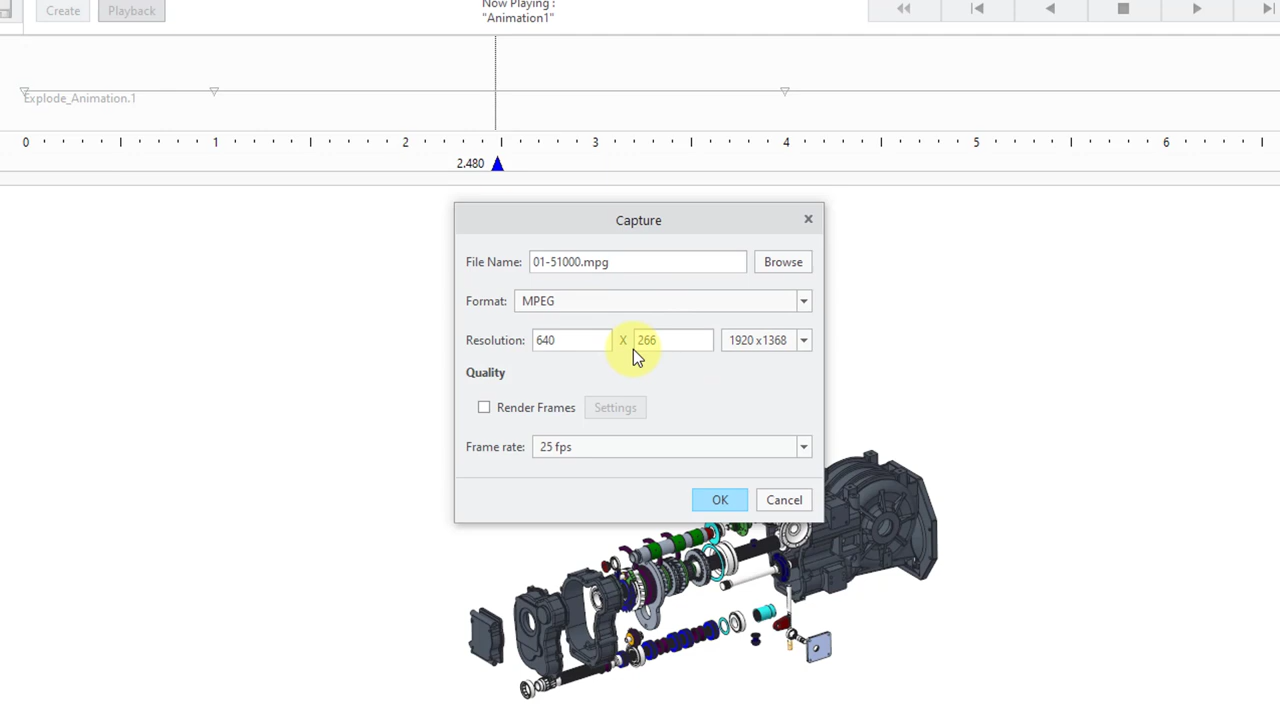 Create
Playback
Now Playing :
"Animation1"
Explode_Animation.1
0 1 2 3 4 5 6
2.480
Capture
File Name: 01-51000.mpg Browse
Format: MPEG
Resolution: 640 X 266 1920 x1368
Quality
Render Frames Settings
Frame rate: 25 fps
OK Cancel